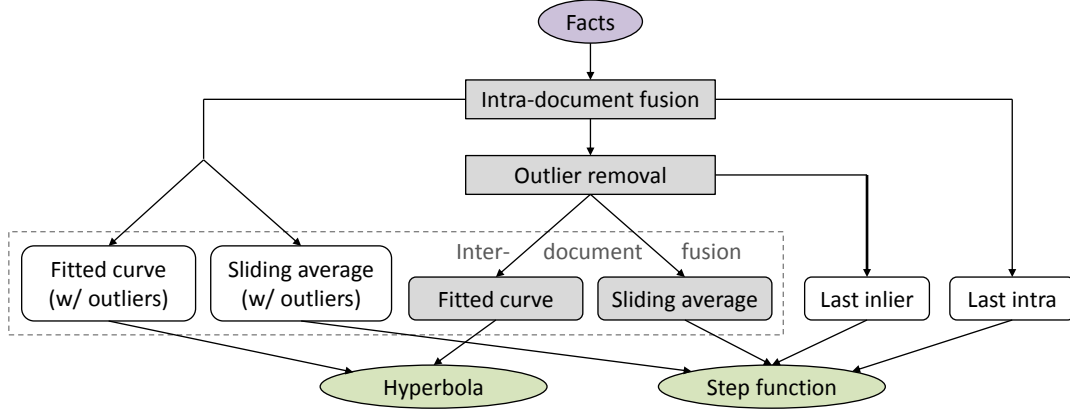 Facts
Intra-document fusion
Outlier removal
Inter- document fusion
Fitted curve
(w/ outliers)
Sliding average
(w/ outliers)
Fitted curve
Sliding average
Last inlier
Last intra
Hyperbola
Step function